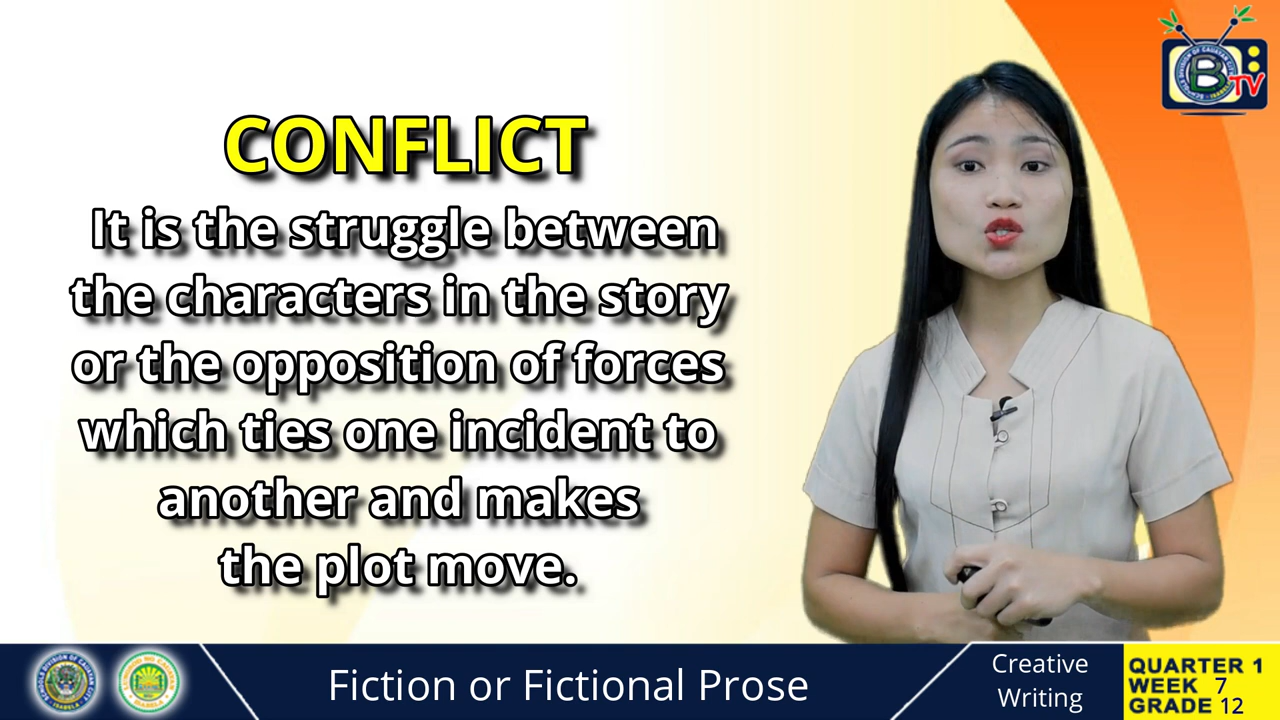 CONFLICT
It is the struggle between
the characters in the story
or the opposition of forces
which ties one incident to
another and makes
the plot move.
B
TV
Fiction or Fictional Prose
Creative
Writing
QUARTER 1
WEEK 7
GRADE 12